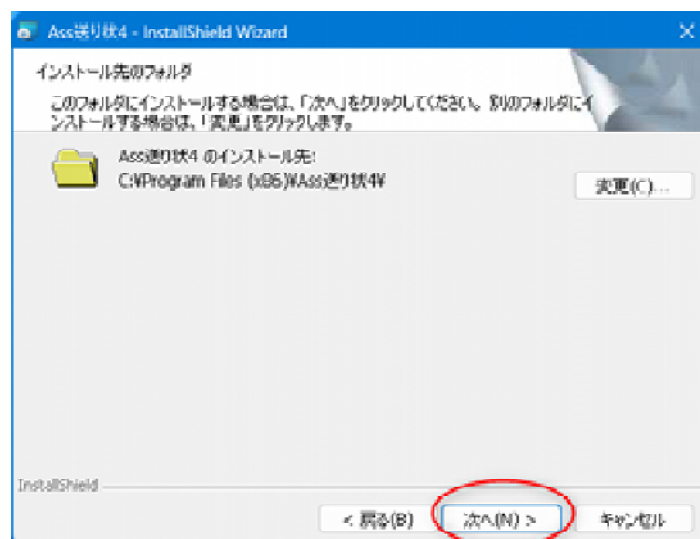 Ass送り状4 - InstallShield Wizard
インストール先のフォルダ
このフォルダにインストールする場合は、「次へ」をクリックしてください。別のフォルダにイ
ンストールする場合は、「変更」をクリックします。
Ass送り状4 のインストール先:
C:¥Program Files (x86)¥Ass送り状4¥
変更(C)...
InstallShield
< 戻る(B)
次へ(N) >
キャンセル